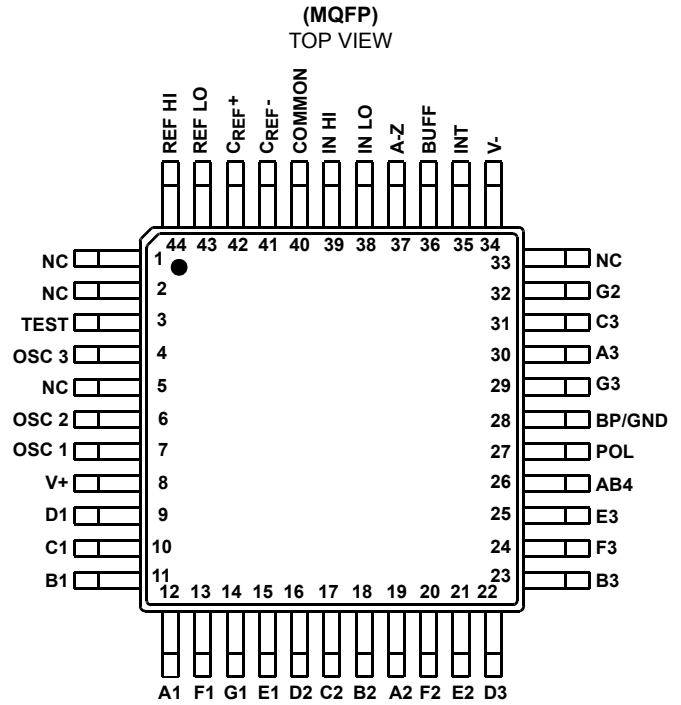 (MQFP)
TOP VIEW
REF HI
REF LO
CREF+
CREF-
COMMON
IN HI
IN LO
A-Z
BUFF
INT
V-
44 43 42 41 40 39 38 37 36 35 34
NC 1 33 NC
NC 2 32 G2
TEST 3 31 C3
OSC 3 4 30 A3
NC 5 29 G3
OSC 2 6 28 BP/GND
OSC 1 7 27 POL
V+ 8 26 AB4
D1 9 25 E3
C1 10 24 F3
B1 11 23 B3
12 13 14 15 16 17 18 19 20 21 22
A1 F1 G1 E1 D2 C2 B2 A2 F2 E2 D3